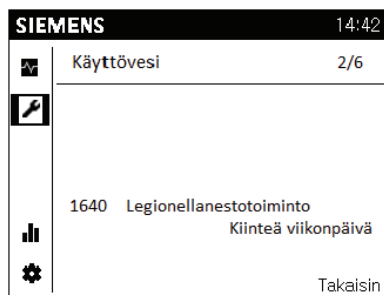 SIEMENS 14:42
Käyttövesi 2/6
1640 Legionellanestotoiminto
Kiinteä viikonpäivä
Takaisin